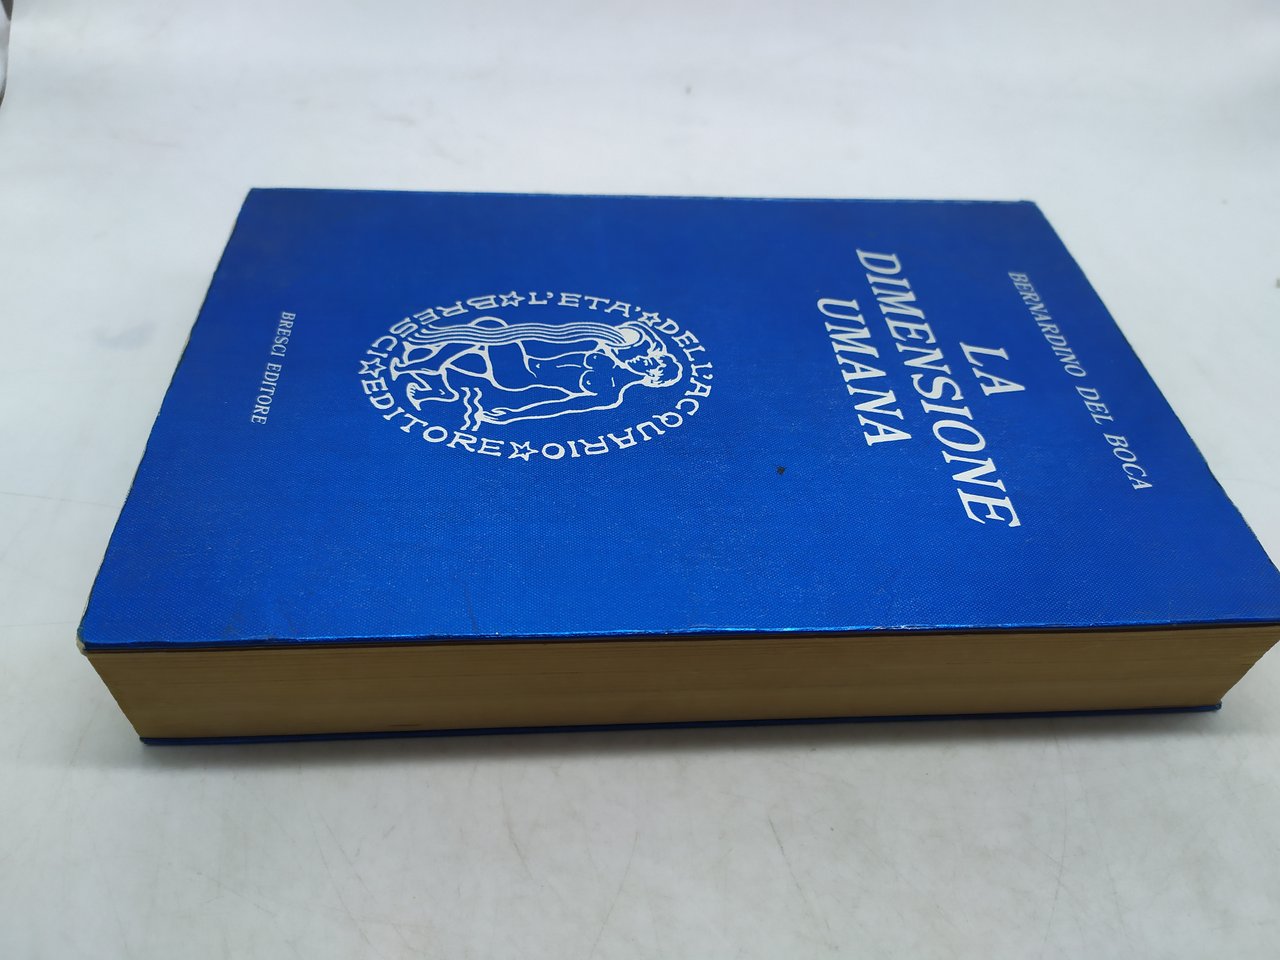 BERNARDINO DEL BOCA
LA
DIMENSIONE
UMANA
L'ETA' ☆ DELL'ACQUARIO ☆ EDITORE ☆ BRESCI ☆
BRESCI EDITORE